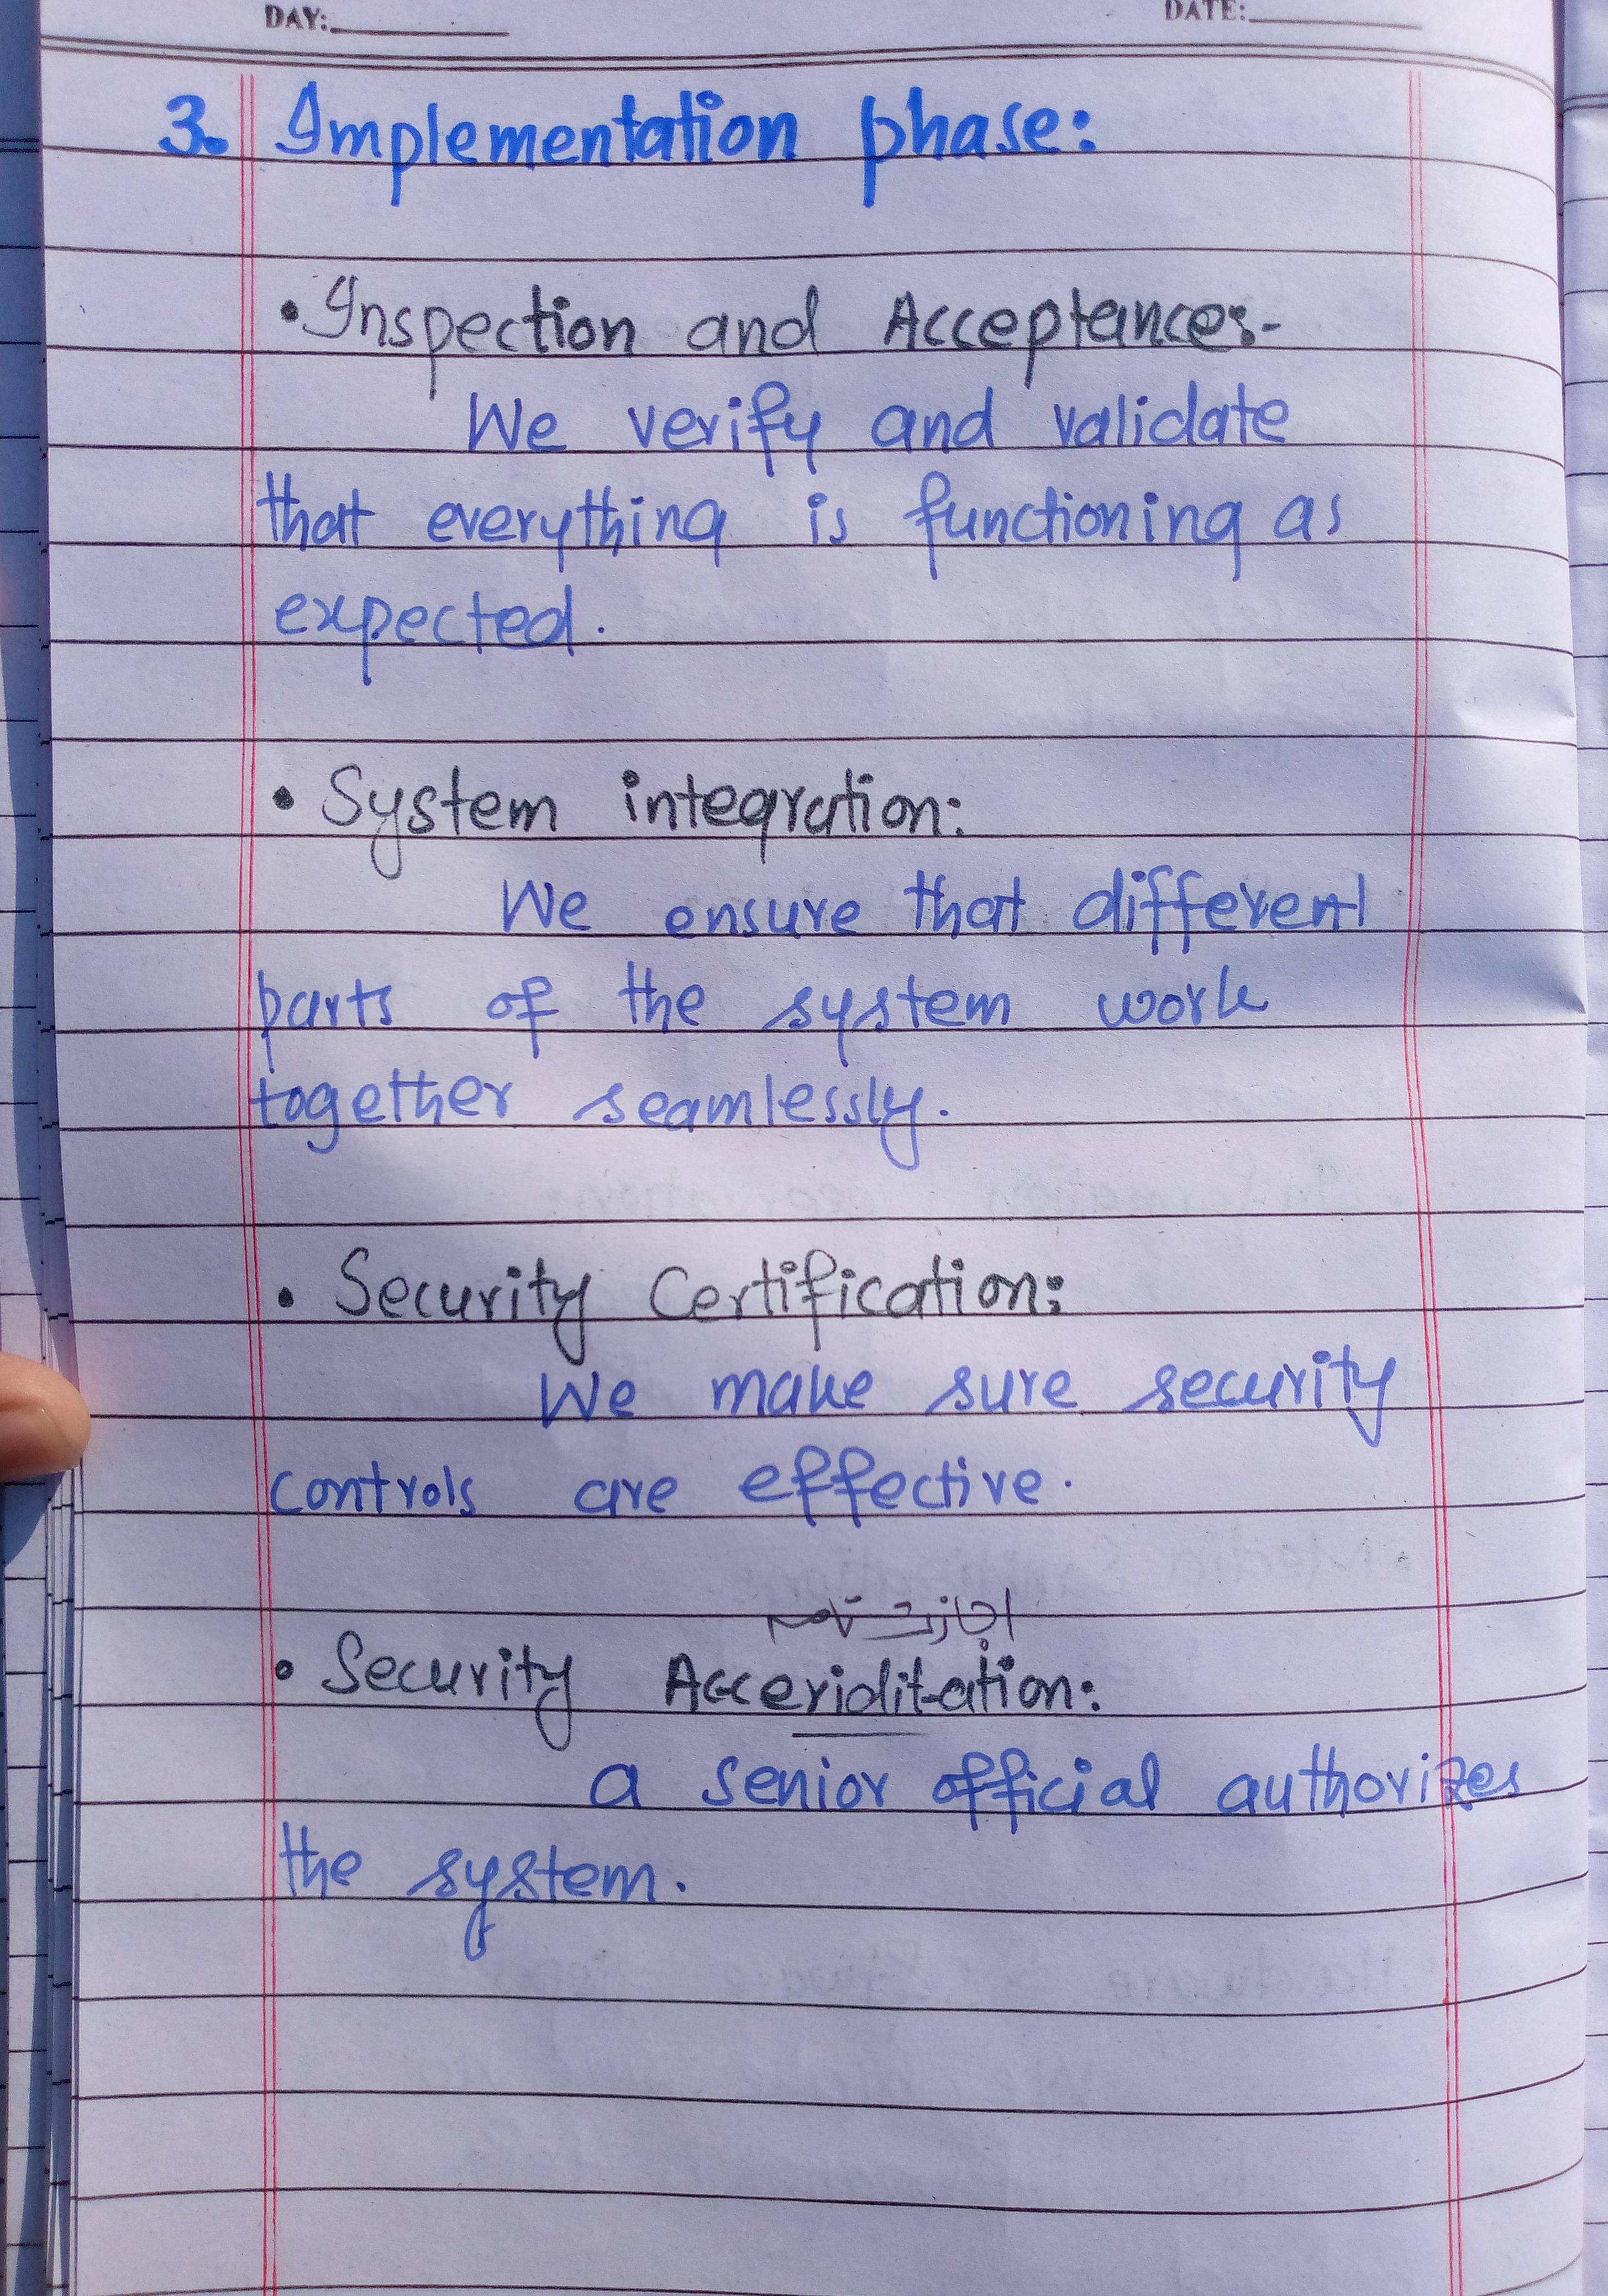 DAY:
DATE:
3. Implementation phase:
• Inspection and Acceptance:-
We verify and validate
that everything is functioning as
expected.
• System integration:
We ensure that different
parts of the system work
together seamlessly.
• Security Certification:
We make sure security
controls are effective.
اجازت نامہ
• Security Acceriditation:
a senior official authorizes
the system.